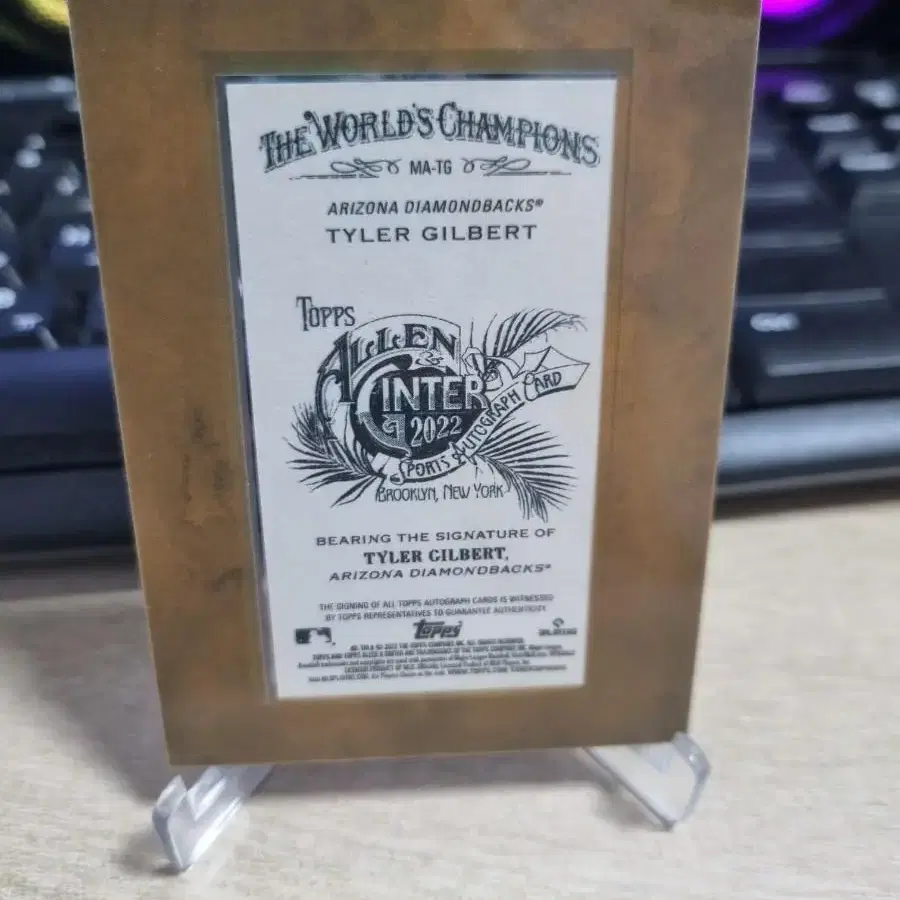 THE WORLD'S CHAMPIONS
MA-TG
ARIZONA DIAMONDBACKS®
TYLER GILBERT
TOPPS
ALLEN &
GINTER
2022
SPORTS AUTOGRAPH CARD
BROOKLYN, NEW YORK
BEARING THE SIGNATURE OF
TYLER GILBERT,
ARIZONA DIAMONDBACKS®
THE SIGNING OF ALL TOPPS AUTOGRAPH CARDS IS WITNESSED
BY TOPPS REPRESENTATIVES TO GUARANTEE AUTHENTICITY.
Topps